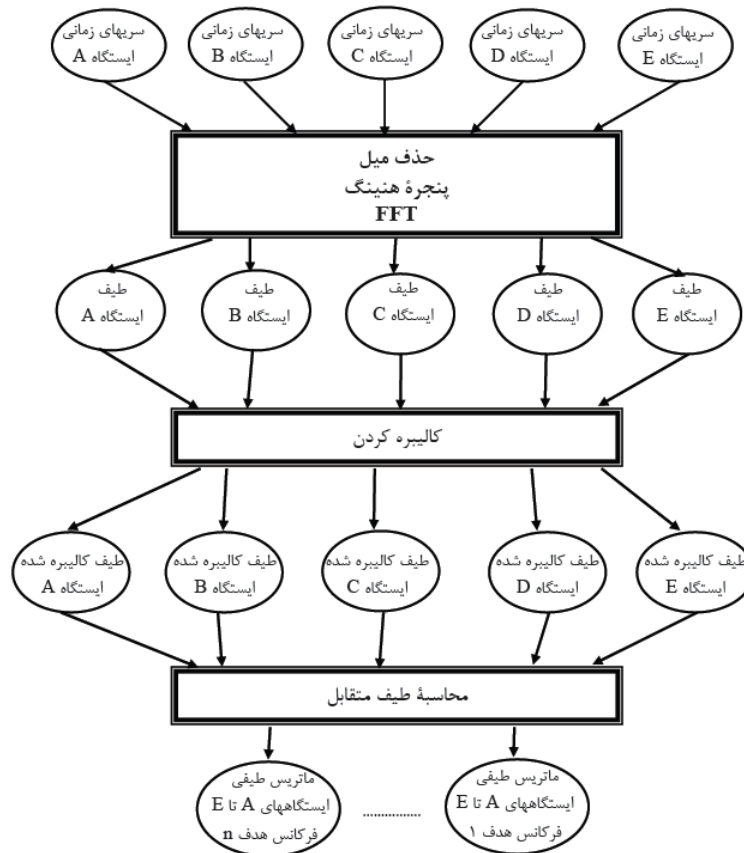 سریهای زمانی
ایستگاه E
سریهای زمانی
ایستگاه D
سریهای زمانی
ایستگاه C
سریهای زمانی
ایستگاه B
سریهای زمانی
ایستگاه A
حذف میل
پنجرهٔ هنینگ
FFT
طیف
ایستگاه E
طیف
ایستگاه D
طیف
ایستگاه C
طیف
ایستگاه B
طیف
ایستگاه A
کالیبره کردن
طیف کالیبره شده
ایستگاه E
طیف کالیبره شده
ایستگاه D
طیف کالیبره شده
ایستگاه C
طیف کالیبره شده
ایستگاه B
طیف کالیبره شده
ایستگاه A
محاسبهٔ طیف متقابل
ماتریس طیفی
ایستگاههای A تا E
فرکانس هدف ۱
................
ماتریس طیفی
ایستگاههای A تا E
فرکانس هدف n